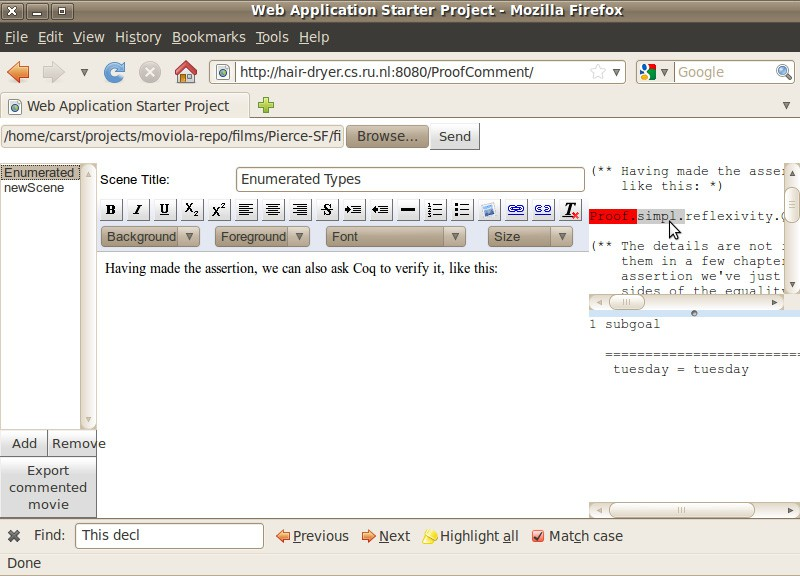 Web Application Starter Project - Mozilla Firefox
File Edit View History Bookmarks Tools Help
http://hair-dryer.cs.ru.nl:8080/ProofComment/
Google
Web Application Starter Project
/home/carst/projects/moviola-repo/films/Pierce-SF/fi
Browse...
Send
Enumerated
newScene
Add
Remove
Export
commented
movie
Scene Title:
Enumerated Types
B I U X2 X2 S Tx
Background Foreground Font Size
Having made the assertion, we can also ask Coq to verify it, like this:
(** Having made the asser
like this: *)
Proof.simpl.reflexivity.
(** The details are not i
them in a few chapter
assertion we've just
sides of the equality
1 subgoal
=========================
tuesday = tuesday
Find: This decl Previous Next Highlight all Match case
Done